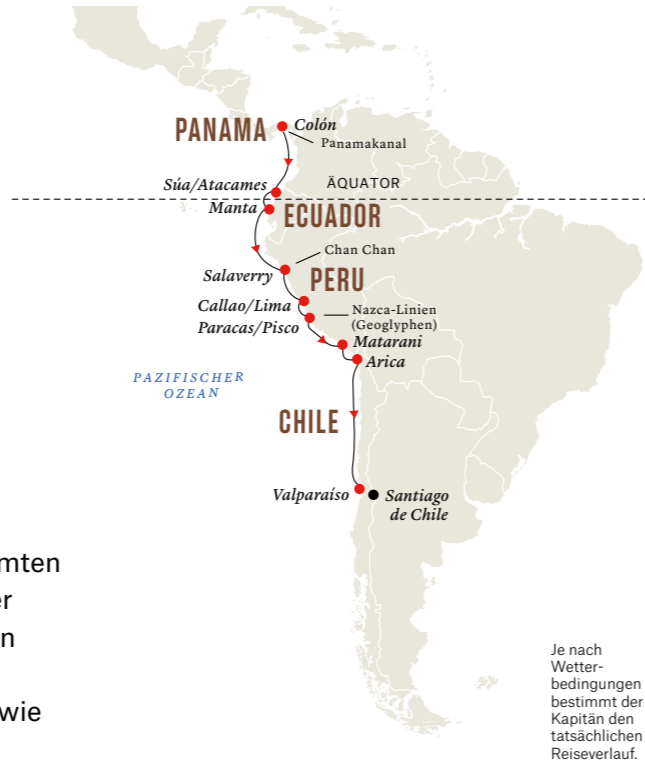 PANAMA
Colón
Panamakanal
Súa/Atacames
ÄQUATOR
Manta
ECUADOR
Chan Chan
Salaverry
PERU
Callao/Lima
Nazca-Linien
(Geoglyphen)
Paracas/Pisco
Matarani
Arica
PAZIFISCHER
OZEAN
CHILE
Valparaíso
Santiago
de Chile
mten
er
n
wie
Je nach
Wetter-
bedingungen
bestimmt der
Kapitän den
tatsächlichen
Reiseverlauf.